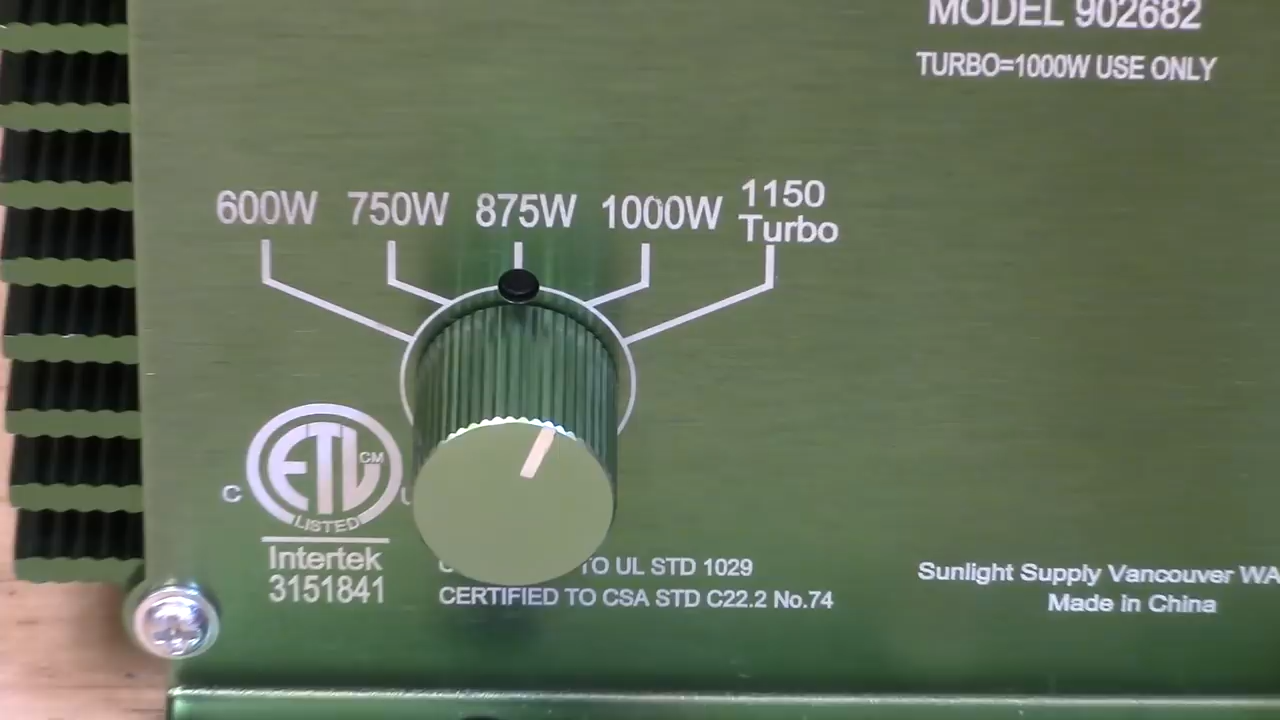 MODEL 902682
TURBO=1000W USE ONLY
600W 750W 875W 1000W 1150 Turbo
ETL CM
C
LISTED
Intertek
3151841
TO UL STD 1029
CERTIFIED TO CSA STD C22.2 No.74
Sunlight Supply Vancouver WA
Made in China